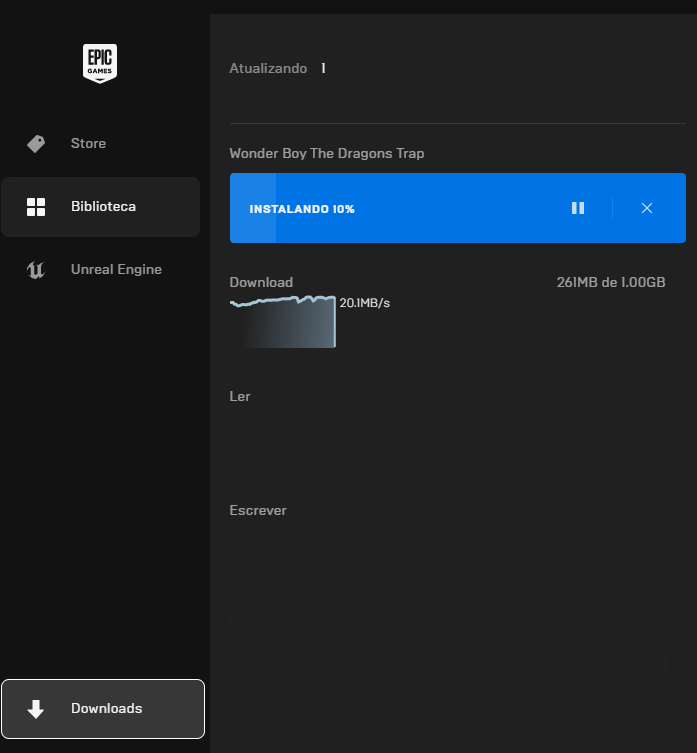 EPIC
GAMES
Store
Biblioteca
Unreal Engine
Downloads
Atualizando 1
Wonder Boy The Dragons Trap
INSTALANDO 10%
Download 261MB de 1.00GB
20.1MB/s
Ler
Escrever